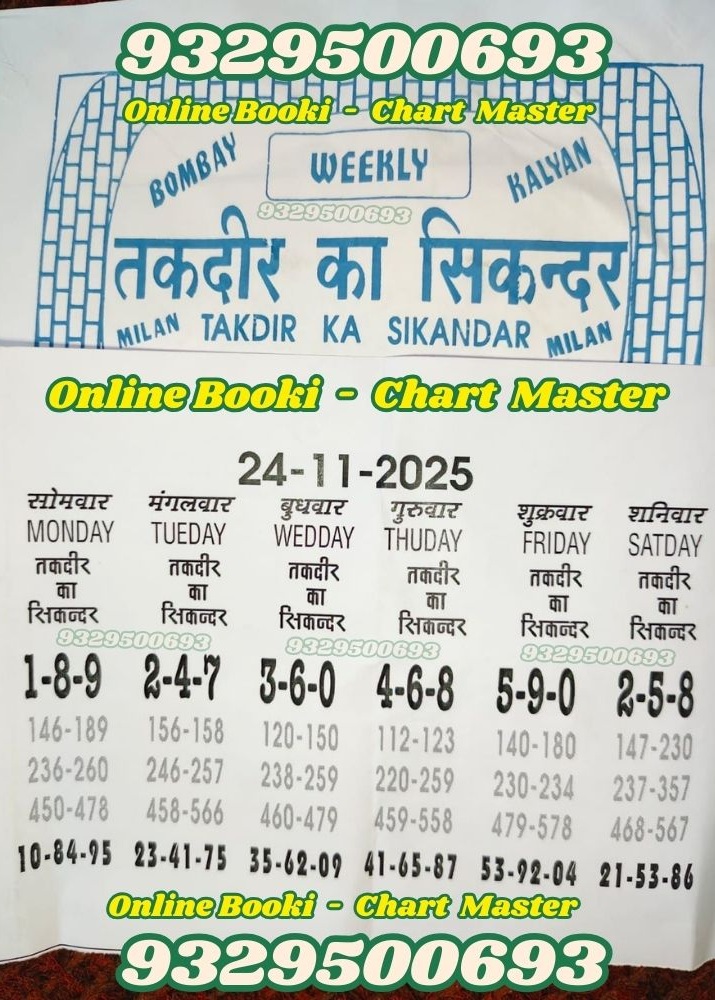 9329500693
Online Booki - Chart Master
BOMBAY WEEKLY KALYAN
9329500693
तकदीर का सिकन्दर
MILAN TAKDIR KA SIKANDAR MILAN
Online Booki - Chart Master
24-11-2025
सोमवार मंगलवार बुधवार गुरुवार शुक्रवार शनिवार
MONDAY TUEDAY WEDDAY THUDAY FRIDAY SATDAY
तकदीर तकदीर तकदीर तकदीर तकदीर तकदीर
का का का का का का
सिकन्दर सिकन्दर सिकन्दर सिकन्दर सिकन्दर सिकन्दर
9329500693 9329500693 9329500693
1-8-9 2-4-7 3-6-0 4-6-8 5-9-0 2-5-8
146-189 156-158 120-150 112-123 140-180 147-230
236-260 246-257 238-259 220-259 230-234 237-357
450-478 458-566 460-479 459-558 479-578 468-567
10-84-95 23-41-75 35-62-09 41-65-87 53-92-04 21-53-86
Online Booki - Chart Master
9329500693